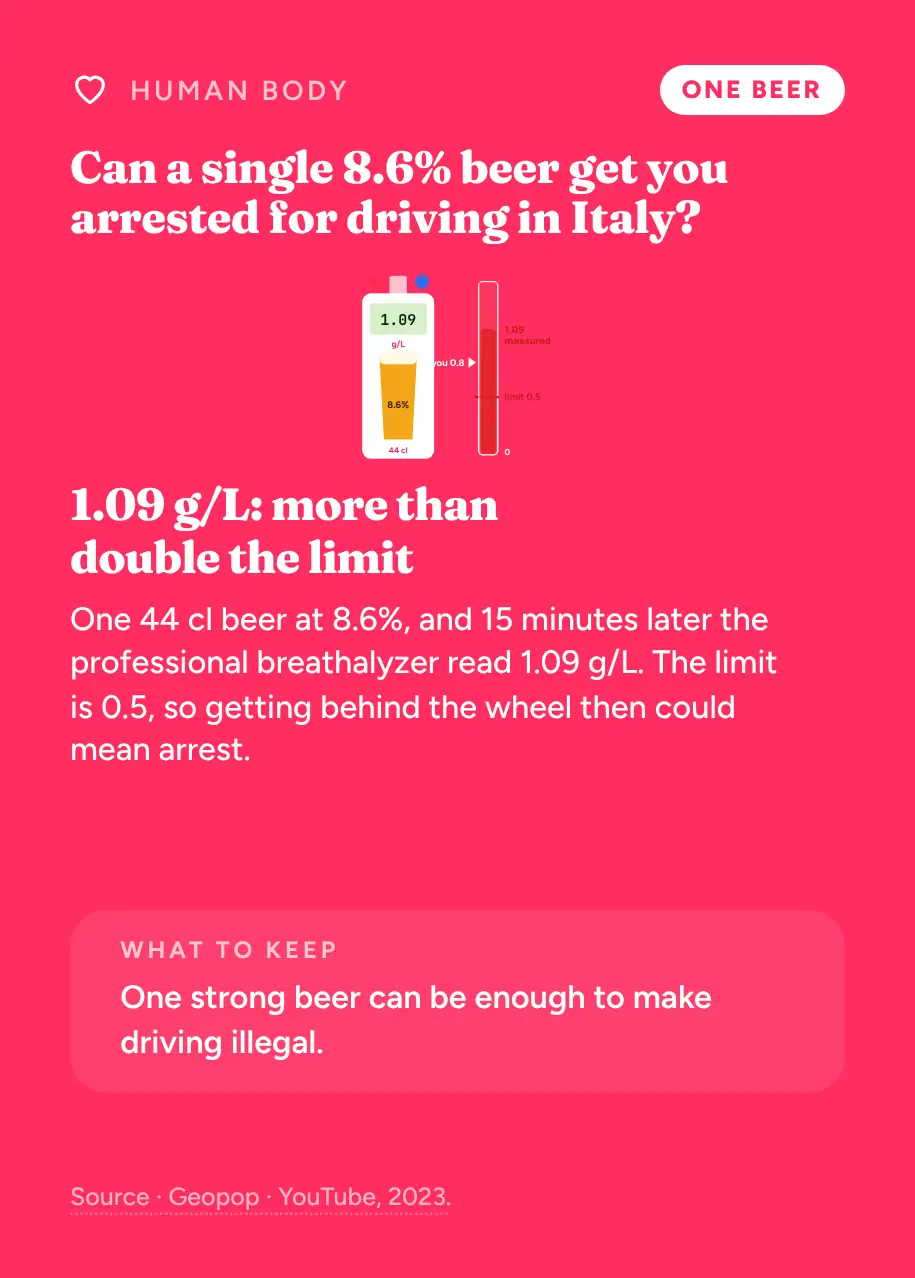 HUMAN BODY
ONE BEER
Can a single 8.6% beer get you
arrested for driving in Italy?
1.09
g/L
8.6%
44 cl
you 0.8
1.09
measured
limit 0.5
0
1.09 g/L: more than
double the limit
One 44 cl beer at 8.6%, and 15 minutes later the
professional breathalyzer read 1.09 g/L. The limit
is 0.5, so getting behind the wheel then could
mean arrest.
WHAT TO KEEP
One strong beer can be enough to make
driving illegal.
Source · Geopop · YouTube, 2023.